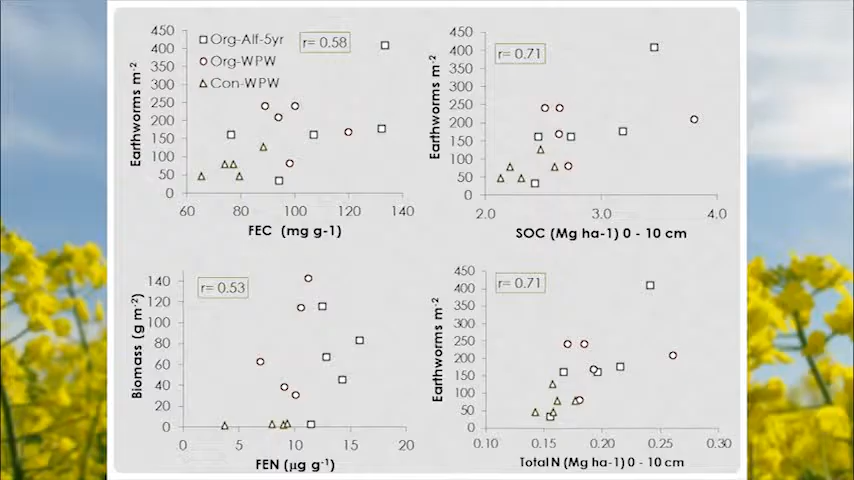 450
400
350
300
250
200
150
100
50
0
Earthworms m⁻²
Org-Alf-5yr
Org-WPW
Con-WPW
r= 0.58
60 80 100 120 140
FEC (mg g-1)
450
400
350
300
250
200
150
100
50
0
Earthworms m⁻²
r= 0.71
2.0 3.0 4.0
SOC (Mg ha-1) 0 - 10 cm
140
120
100
80
60
40
20
0
Biomass (g m⁻²)
r= 0.53
0 5 10 15 20
FEN (µg g⁻¹)
450
400
350
300
250
200
150
100
50
0
Earthworms m⁻²
r= 0.71
0.10 0.15 0.20 0.25 0.30
Total N (Mg ha-1) 0 - 10 cm